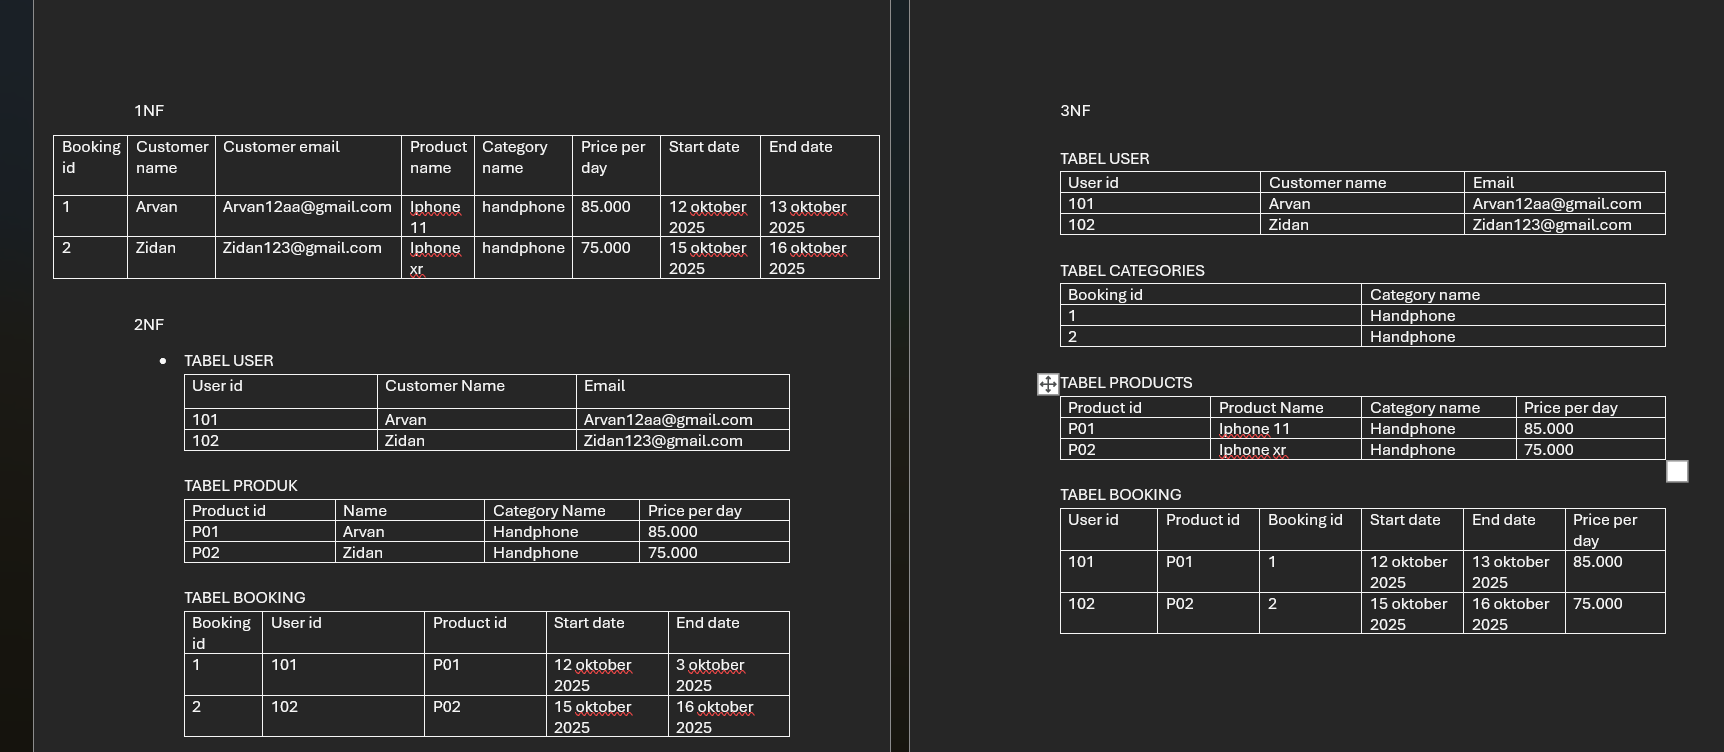 1NF
Booking id	Customer name	Customer email	Product name	Category name	Price per day	Start date	End date
1	Arvan	Arvan12aa@gmail.com	Iphone 11	handphone	85.000	12 oktober 2025	13 oktober 2025
2	Zidan	Zidan123@gmail.com	Iphone xr	handphone	75.000	15 oktober 2025	16 oktober 2025
2NF
• TABEL USER
User id	Customer Name	Email
101	Arvan	Arvan12aa@gmail.com
102	Zidan	Zidan123@gmail.com
TABEL PRODUK
Product id	Name	Category Name	Price per day
P01	Arvan	Handphone	85.000
P02	Zidan	Handphone	75.000
TABEL BOOKING
Booking id	User id	Product id	Start date	End date
1	101	P01	12 oktober 2025	3 oktober 2025
2	102	P02	15 oktober 2025	16 oktober 2025
3NF
TABEL USER
User id	Customer name	Email
101	Arvan	Arvan12aa@gmail.com
102	Zidan	Zidan123@gmail.com
TABEL CATEGORIES
Booking id	Category name
1	Handphone
2	Handphone
TABEL PRODUCTS
Product id	Product Name	Category name	Price per day
P01	Iphone 11	Handphone	85.000
P02	Iphone xr	Handphone	75.000
TABEL BOOKING
User id	Product id	Booking id	Start date	End date	Price per day
101	P01	1	12 oktober 2025	13 oktober 2025	85.000
102	P02	2	15 oktober 2025	16 oktober 2025	75.000